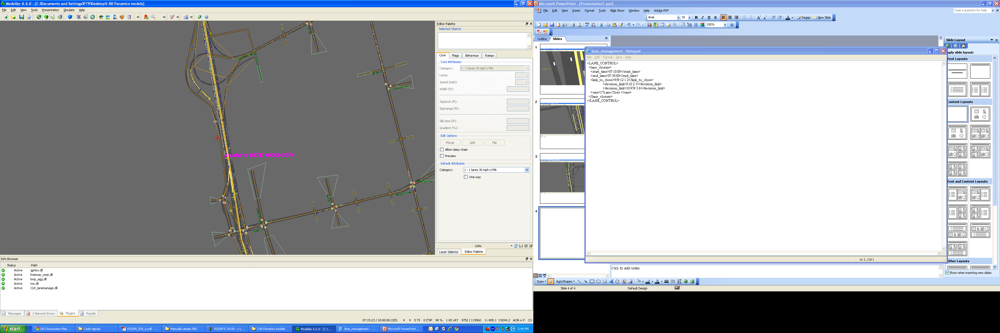 Modeller 6.6.0 : [C:\Documents and Settings\PTV\Desktop\I-80 Paramics models]
File Edit View Tools Presentation Simulate Help
Incident HERE (00:34:37)
Editor Palette
Selected Objects
Core Flags Behaviour Ramps
Core Attributes
Category: 1 - 1 lanes 30 mph U MA
Lanes:
Speed (mph):
Width (ft):
Signpost (ft):
Signrange (ft):
Slip lane (ft):
Gradient (%):
Edit Options
Merge Split Flip
Allow daisy chain
Preview
Default Attributes
Category: 1 - 1 lanes 30 mph U MA
One way
Links
Layer Selector Editor Palette
Info Browser
Status Path
Active qpHov.dll
Active freeway_moe.dll
Active loop_agg.dll
Active tos.dll
Active CLR_lanemanage.dll
Messages 2 Network Errors Plugins Results
07:15:23 / 10:00:00 (3/5) 5 TS 0 ITSP 90 % 1.83 xRT 9752 / 119560 X:-905.1 Y:9244.2 AON + P CO
start DKS Associates Mail ... Code signals VISSIM_530_e.pdf - ... ManualExample.RBC VISSIM 5.30-00 - c:\... I-80 Paramics models Modeller 6.6.0 : [C:\... lane_management - ... Microsoft PowerPoint... 3:44 PM
Microsoft PowerPoint - [Presentation1.ppt]
File Edit View Insert Format Tools Slide Show Window Help Adobe PDF
Type a question for help
Arial 18 B I U S A A A Design New Slide
100%
Outline Slides
1
2
3
4
lane_management - Notepad
File Edit Format View Help
<LANE_CONTROL>
<lane_closure>
<start_time>07:10:00</start_time>
<end_time>07:50:00</end_time>
<link_to_close>959:12 1 2</link_to_close>
<decision_link>8:10 2 5</decision_link>
<decision_link>10:959 3 6</decision_link>
<cms>1^Lane Close </cms>
</lane_closure>
</LANE_CONTROL>
Ln 1, Col 1
Slide Layout
pply slide layout:
Text Layouts
Content Layouts
Text and Content Layouts
Other Layouts
Show when inserting new slides
Click to add notes
Draw AutoShapes
Slide 4 of 4 Default Design